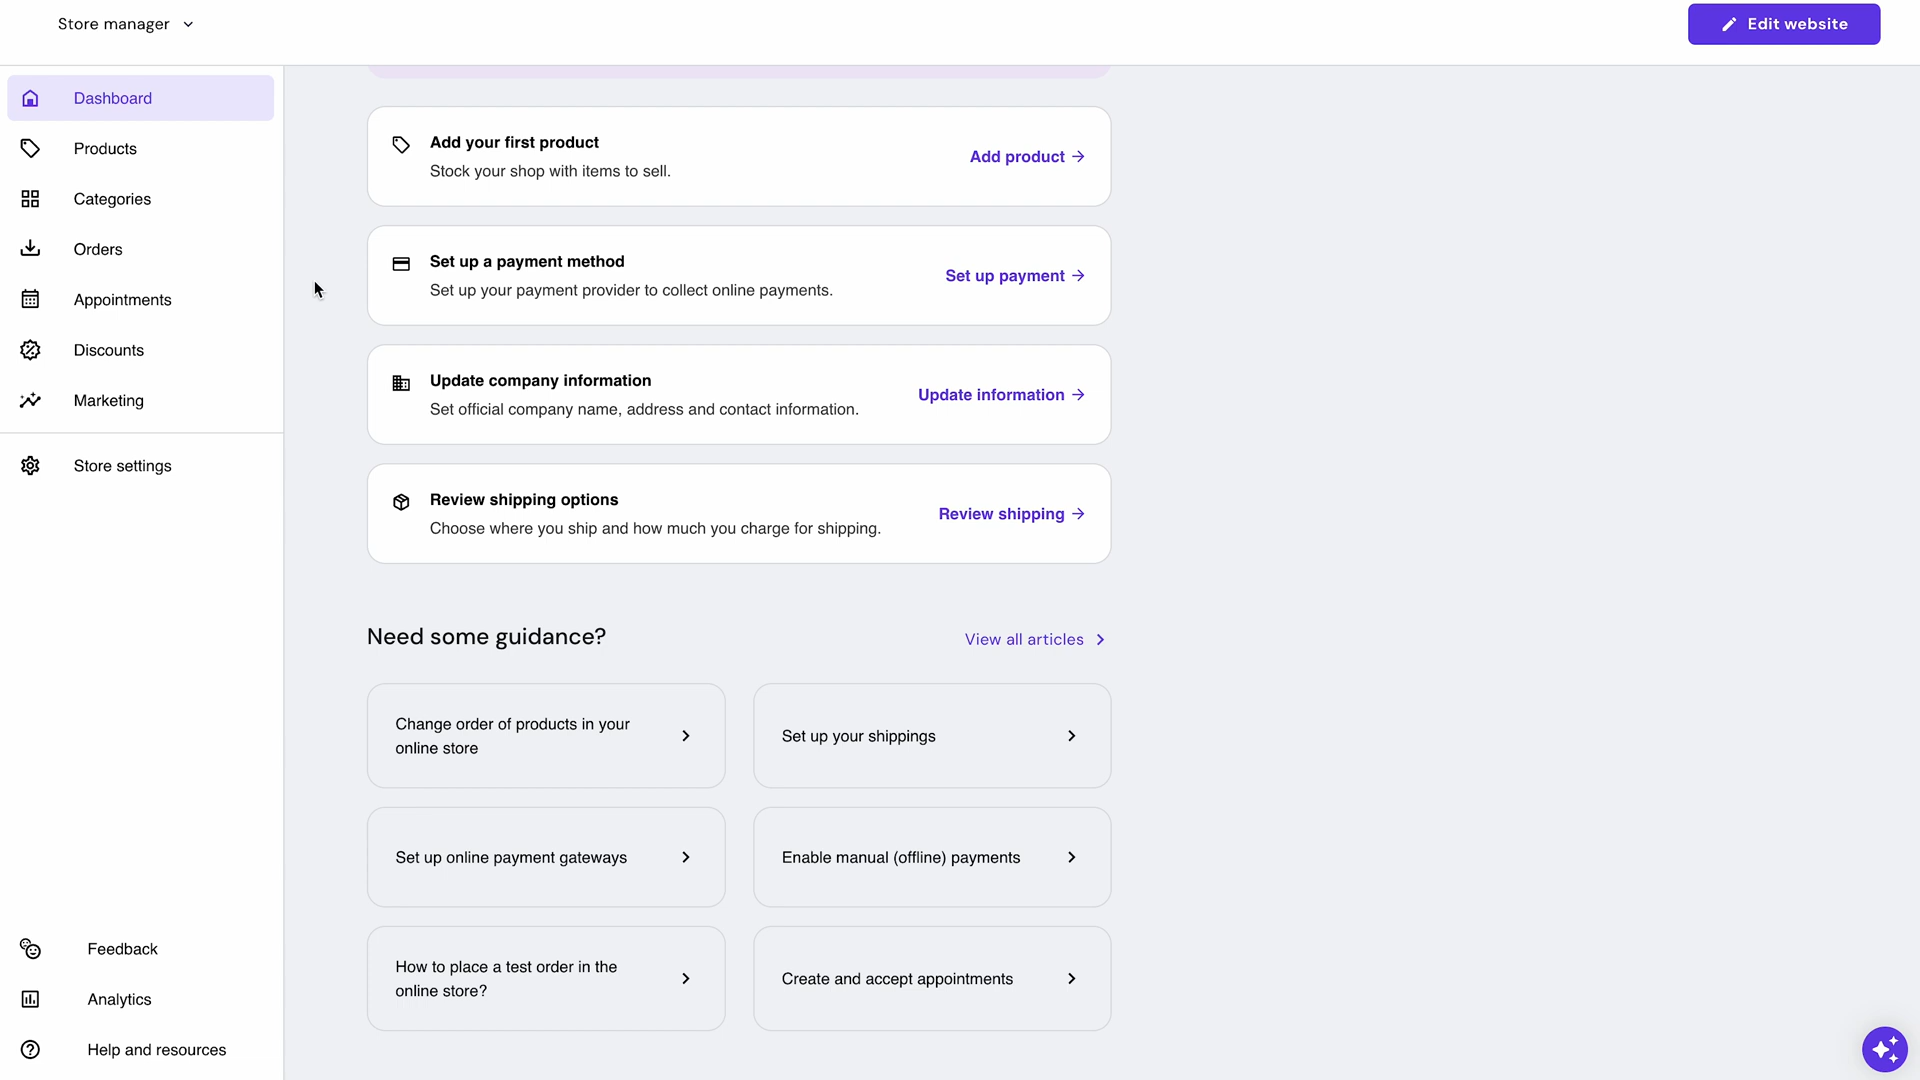 Store manager
Edit website
Dashboard
Products
Categories
Orders
Appointments
Discounts
Marketing
Store settings
Feedback
Analytics
Help and resources
Add your first product
Stock your shop with items to sell.
Add product
Set up a payment method
Set up your payment provider to collect online payments.
Set up payment
Update company information
Set official company name, address and contact information.
Update information
Review shipping options
Choose where you ship and how much you charge for shipping.
Review shipping
Need some guidance?
View all articles
Change order of products in your
online store
Set up your shippings
Set up online payment gateways
Enable manual (offline) payments
How to place a test order in the
online store?
Create and accept appointments